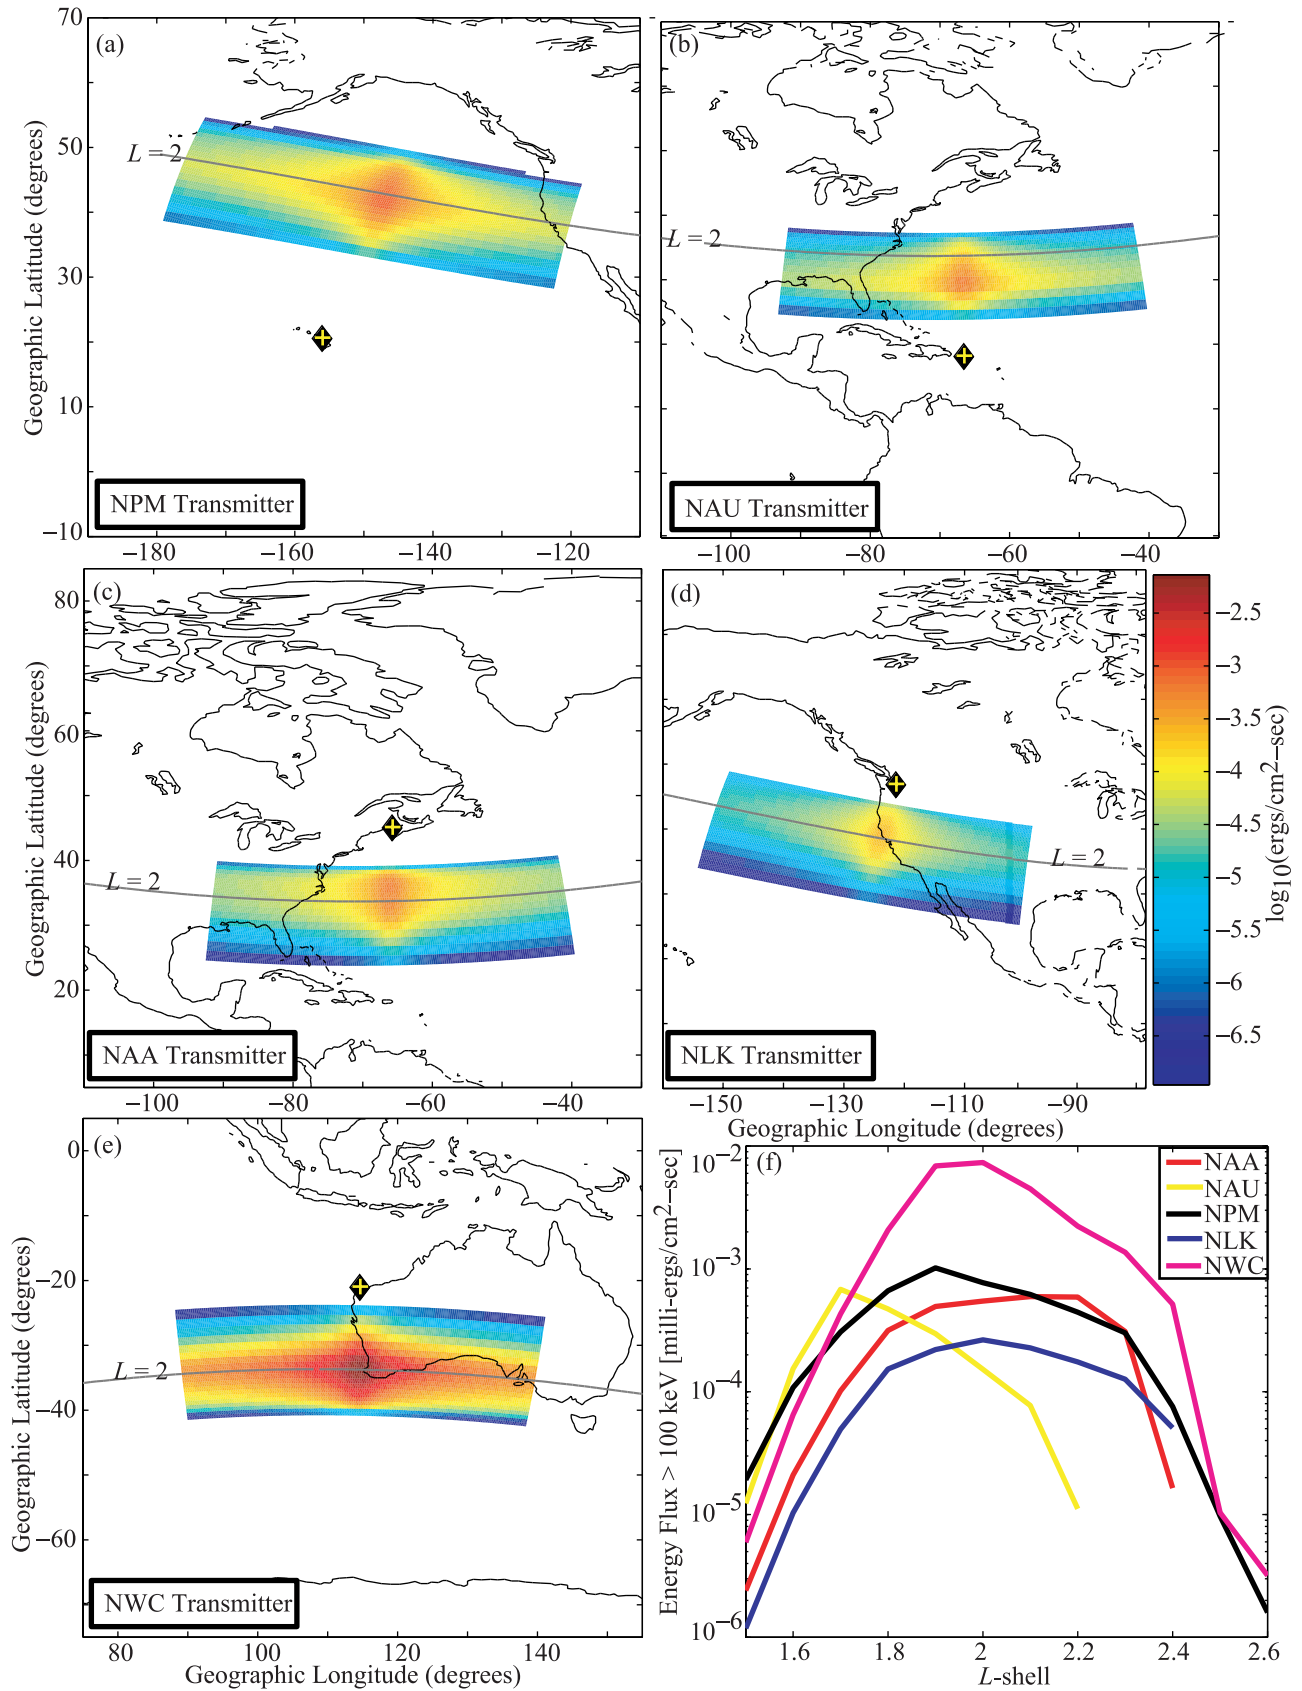 70
50
30
10
−10
Geographic Latitude (degrees)
(a)
L = 2
NPM Transmitter
−180
−160
−140
−120
(b)
L = 2
NAU Transmitter
−100
−80
−60
−40
80
60
40
20
Geographic Latitude (degrees)
(c)
L = 2
NAA Transmitter
−100
−80
−60
−40
(d)
L = 2
NLK Transmitter
−150
−130
−110
−90
Geographic Longitude (degrees)
−2.5
−3
−3.5
−4
−4.5
−5
−5.5
−6
−6.5
log10(ergs/cm2−sec)
0
−20
−40
−60
Geographic Latitude (degrees)
(e)
L = 2
NWC Transmitter
80
100
120
140
Geographic Longitude (degrees)
(f)
NAA
NAU
NPM
NLK
NWC
10−2
10−3
10−4
10−5
10−6
Energy Flux > 100 keV [milli-ergs/cm2−sec]
1.6
1.8
2
2.2
2.4
2.6
L-shell